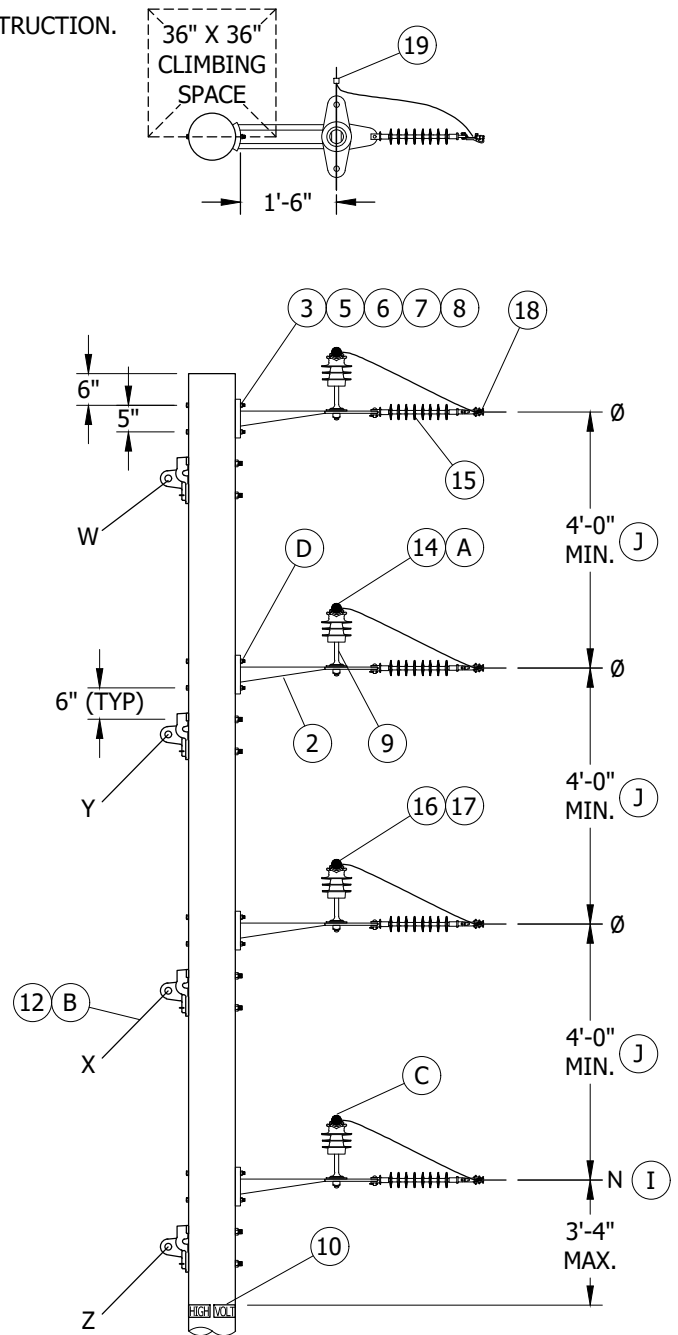 TRUCTION.
36" X 36"
CLIMBING
SPACE
19
1'-6"
3 5 6 7 8
18
6"
5"
Ø
15
W
4'-0"
MIN. J
D
14 A
Ø
6" (TYP)
2
9
Y
4'-0"
MIN. J
16 17
Ø
12 B
X
4'-0"
MIN. J
C
N I
3'-4"
MAX.
10
HIGH VOLT
Z